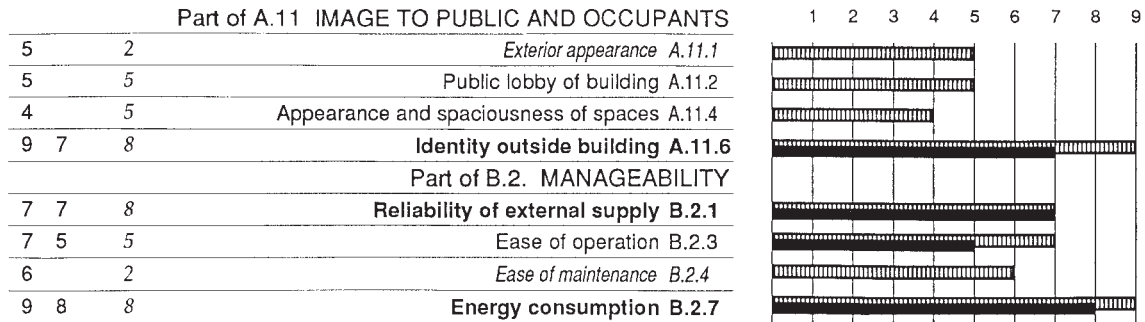 Part of A.11 IMAGE TO PUBLIC AND OCCUPANTS 1 2 3 4 5 6 7 8 9
5 2 Exterior appearance A.11.1
5 5 Public lobby of building A.11.2
4 5 Appearance and spaciousness of spaces A.11.4
9 7 8 Identity outside building A.11.6
Part of B.2. MANAGEABILITY
7 7 8 Reliability of external supply B.2.1
7 5 5 Ease of operation B.2.3
6 2 Ease of maintenance B.2.4
9 8 8 Energy consumption B.2.7